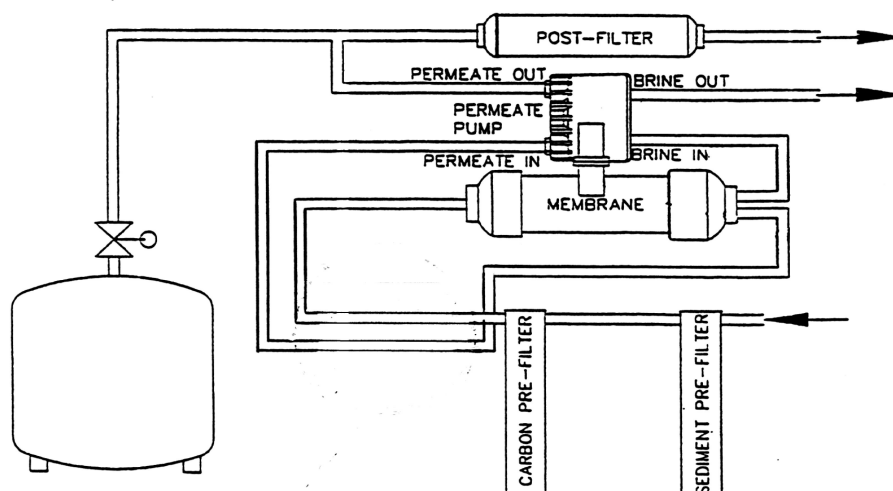 POST-FILTER
PERMEATE OUT
BRINE OUT
PERMEATE
PUMP
PERMEATE IN
BRINE IN
MEMBRANE
CARBON PRE-FILTER
SEDIMENT PRE-FILTER